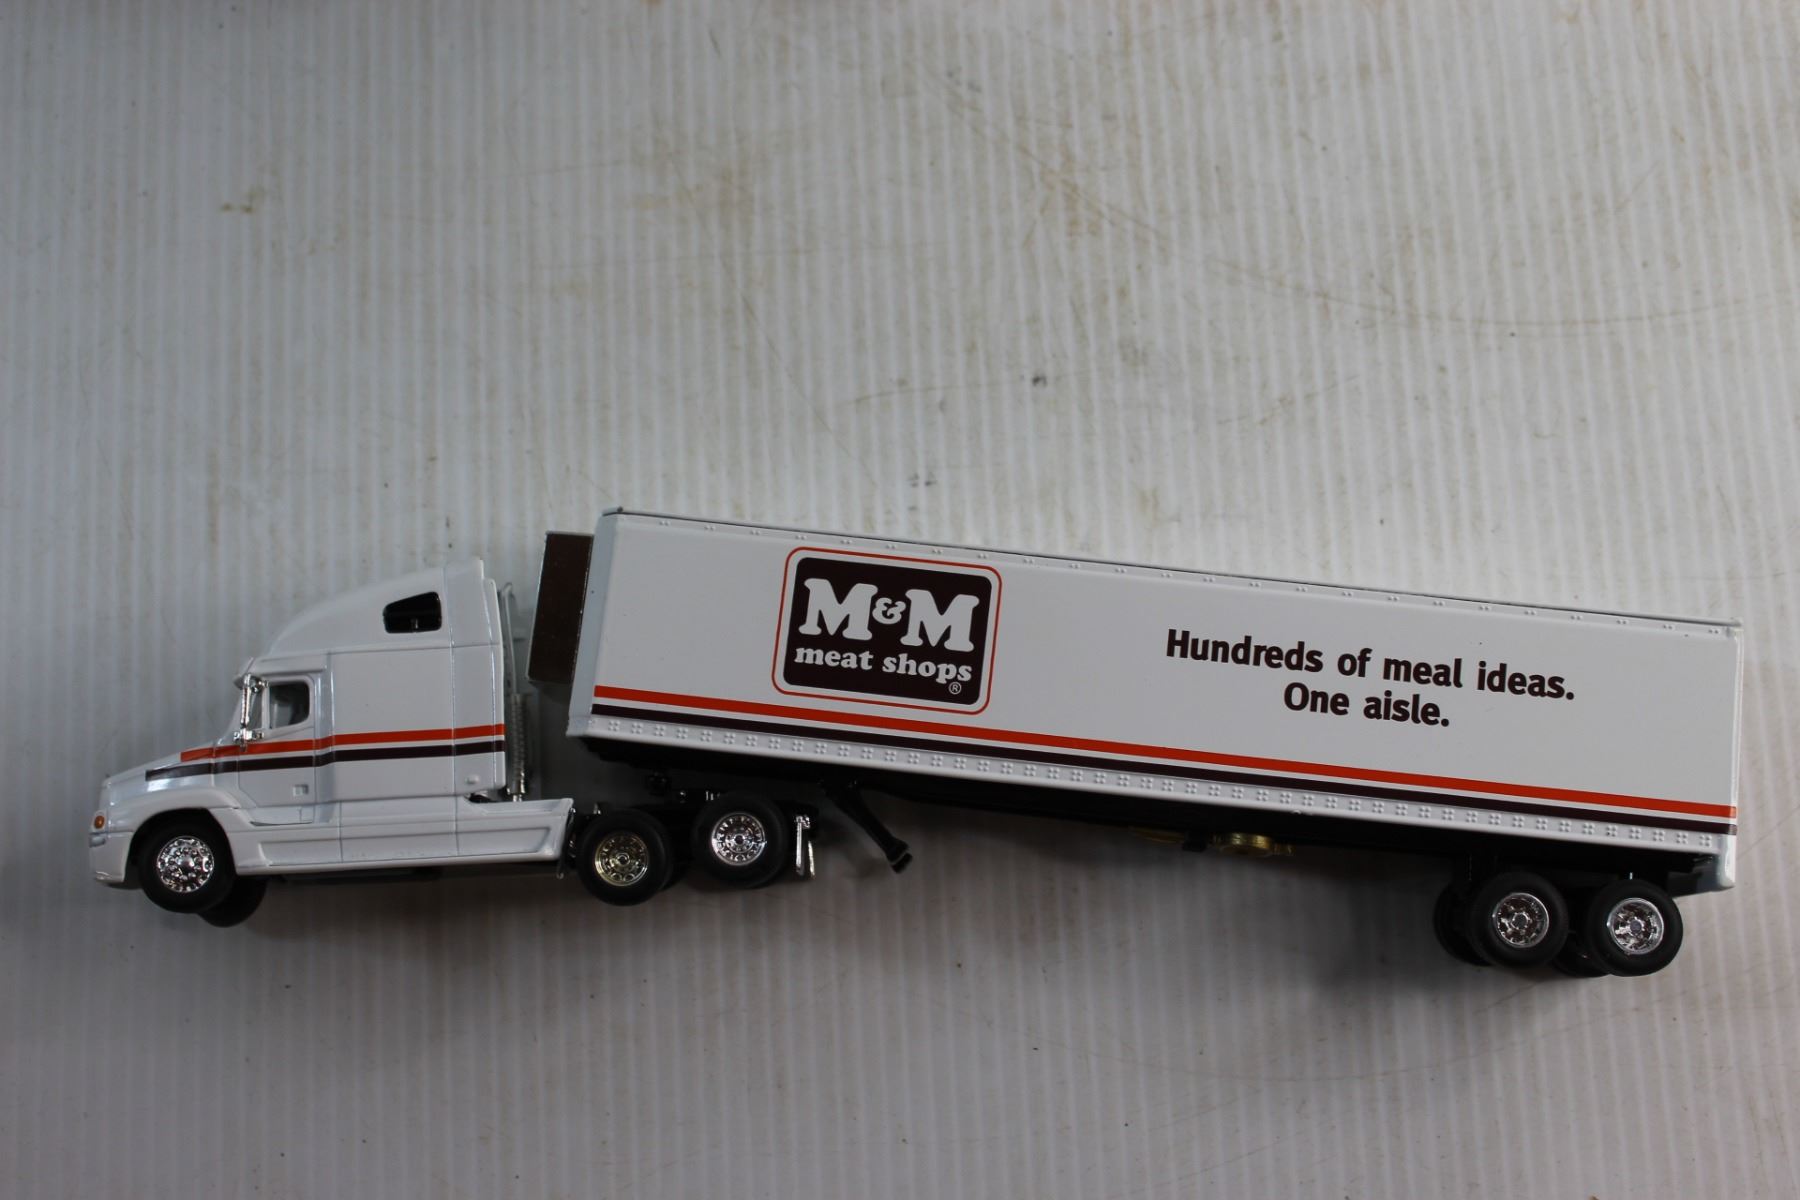 M&M
meat shops
®
Hundreds of meal ideas.
One aisle.